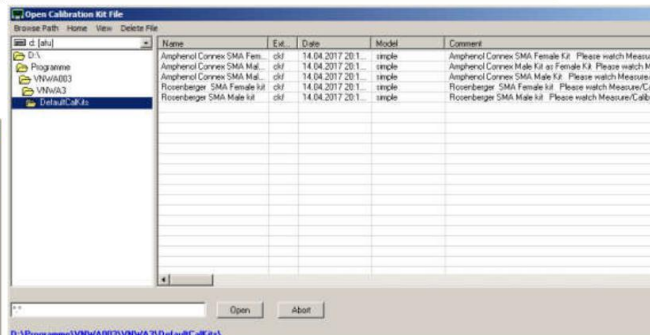 Open Calibration Kit File
Browse Path Home View Delete File
d: [atu]
D:\
Programme
VNWA003
VNWA3
DefaultCalKits
Name Ext... Date Model Comment
Amphenol Connex SMA Fem... ckf 14.04.2017 20:1... simple Amphenol Connex SMA Female Kit Please watch Measu
Amphenol Connex SMA Mal... ckf 14.04.2017 20:1... simple Amphenol Connex Male Kit as Female Kit Please watch M
Amphenol Connex SMA Mal... ckf 14.04.2017 20:1... simple Amphenol Connex SMA Male Kit Please watch Measure.
Rosenberger SMA Female kit ckf 14.04.2017 20:1... simple Rosenberger SMA Female kit Please watch Measure/Ca
Rosenberger SMA Male kit ckf 14.04.2017 20:1... simple Rosenberger SMA Male kit Please watch Measure/Calib
*.*
Open Abort
D:\Programme\VNWA003\VNWA3\DefaultCalKits\